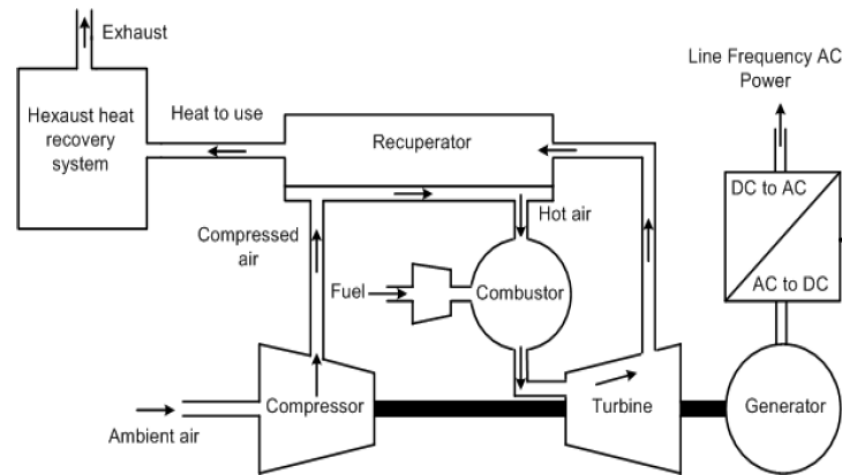 Exhaust
Line Frequency AC
Power
Hexaust heat
recovery
system
Heat to use
Recuperator
DC to AC
AC to DC
Compressed
air
Hot air
Fuel
Combustor
Compressor
Turbine
Generator
Ambient air